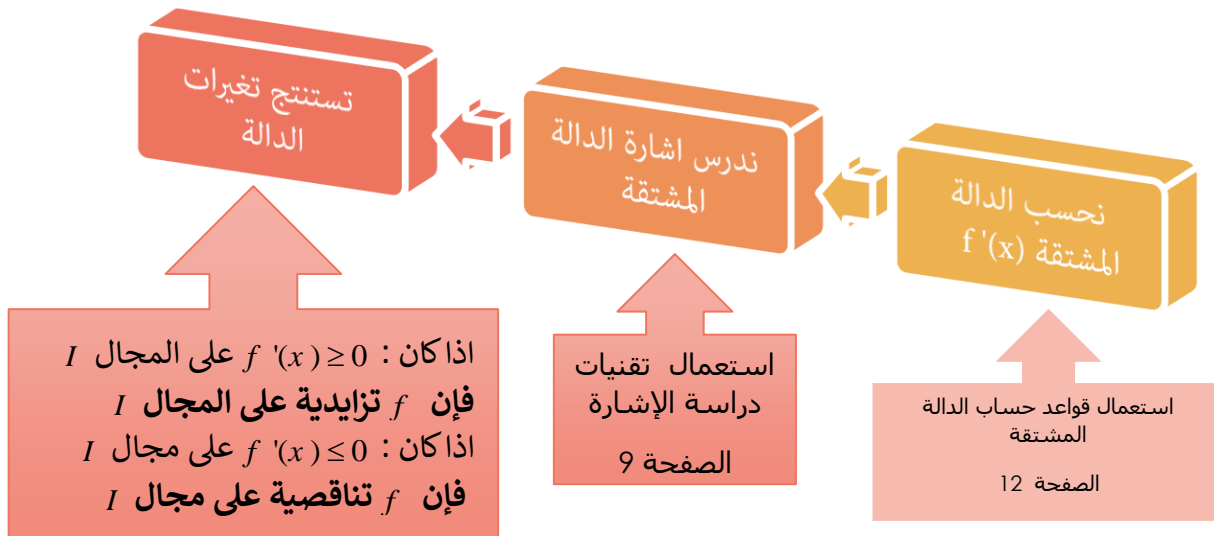 نحسب الدالة
المشتقة f '(x)
ندرس اشارة الدالة
المشتقة
تستنتج تغيرات
الدالة
استعمال قواعد حساب الدالة
المشتقة
الصفحة 12
استعمال تقنيات
دراسة الإشارة
الصفحة 9
اذا كان : f '(x) ≥ 0 على المجال I
فإن f تزايدية على المجال I
اذا كان : f '(x) ≤ 0 على مجال I
فإن f تناقصية على مجال I